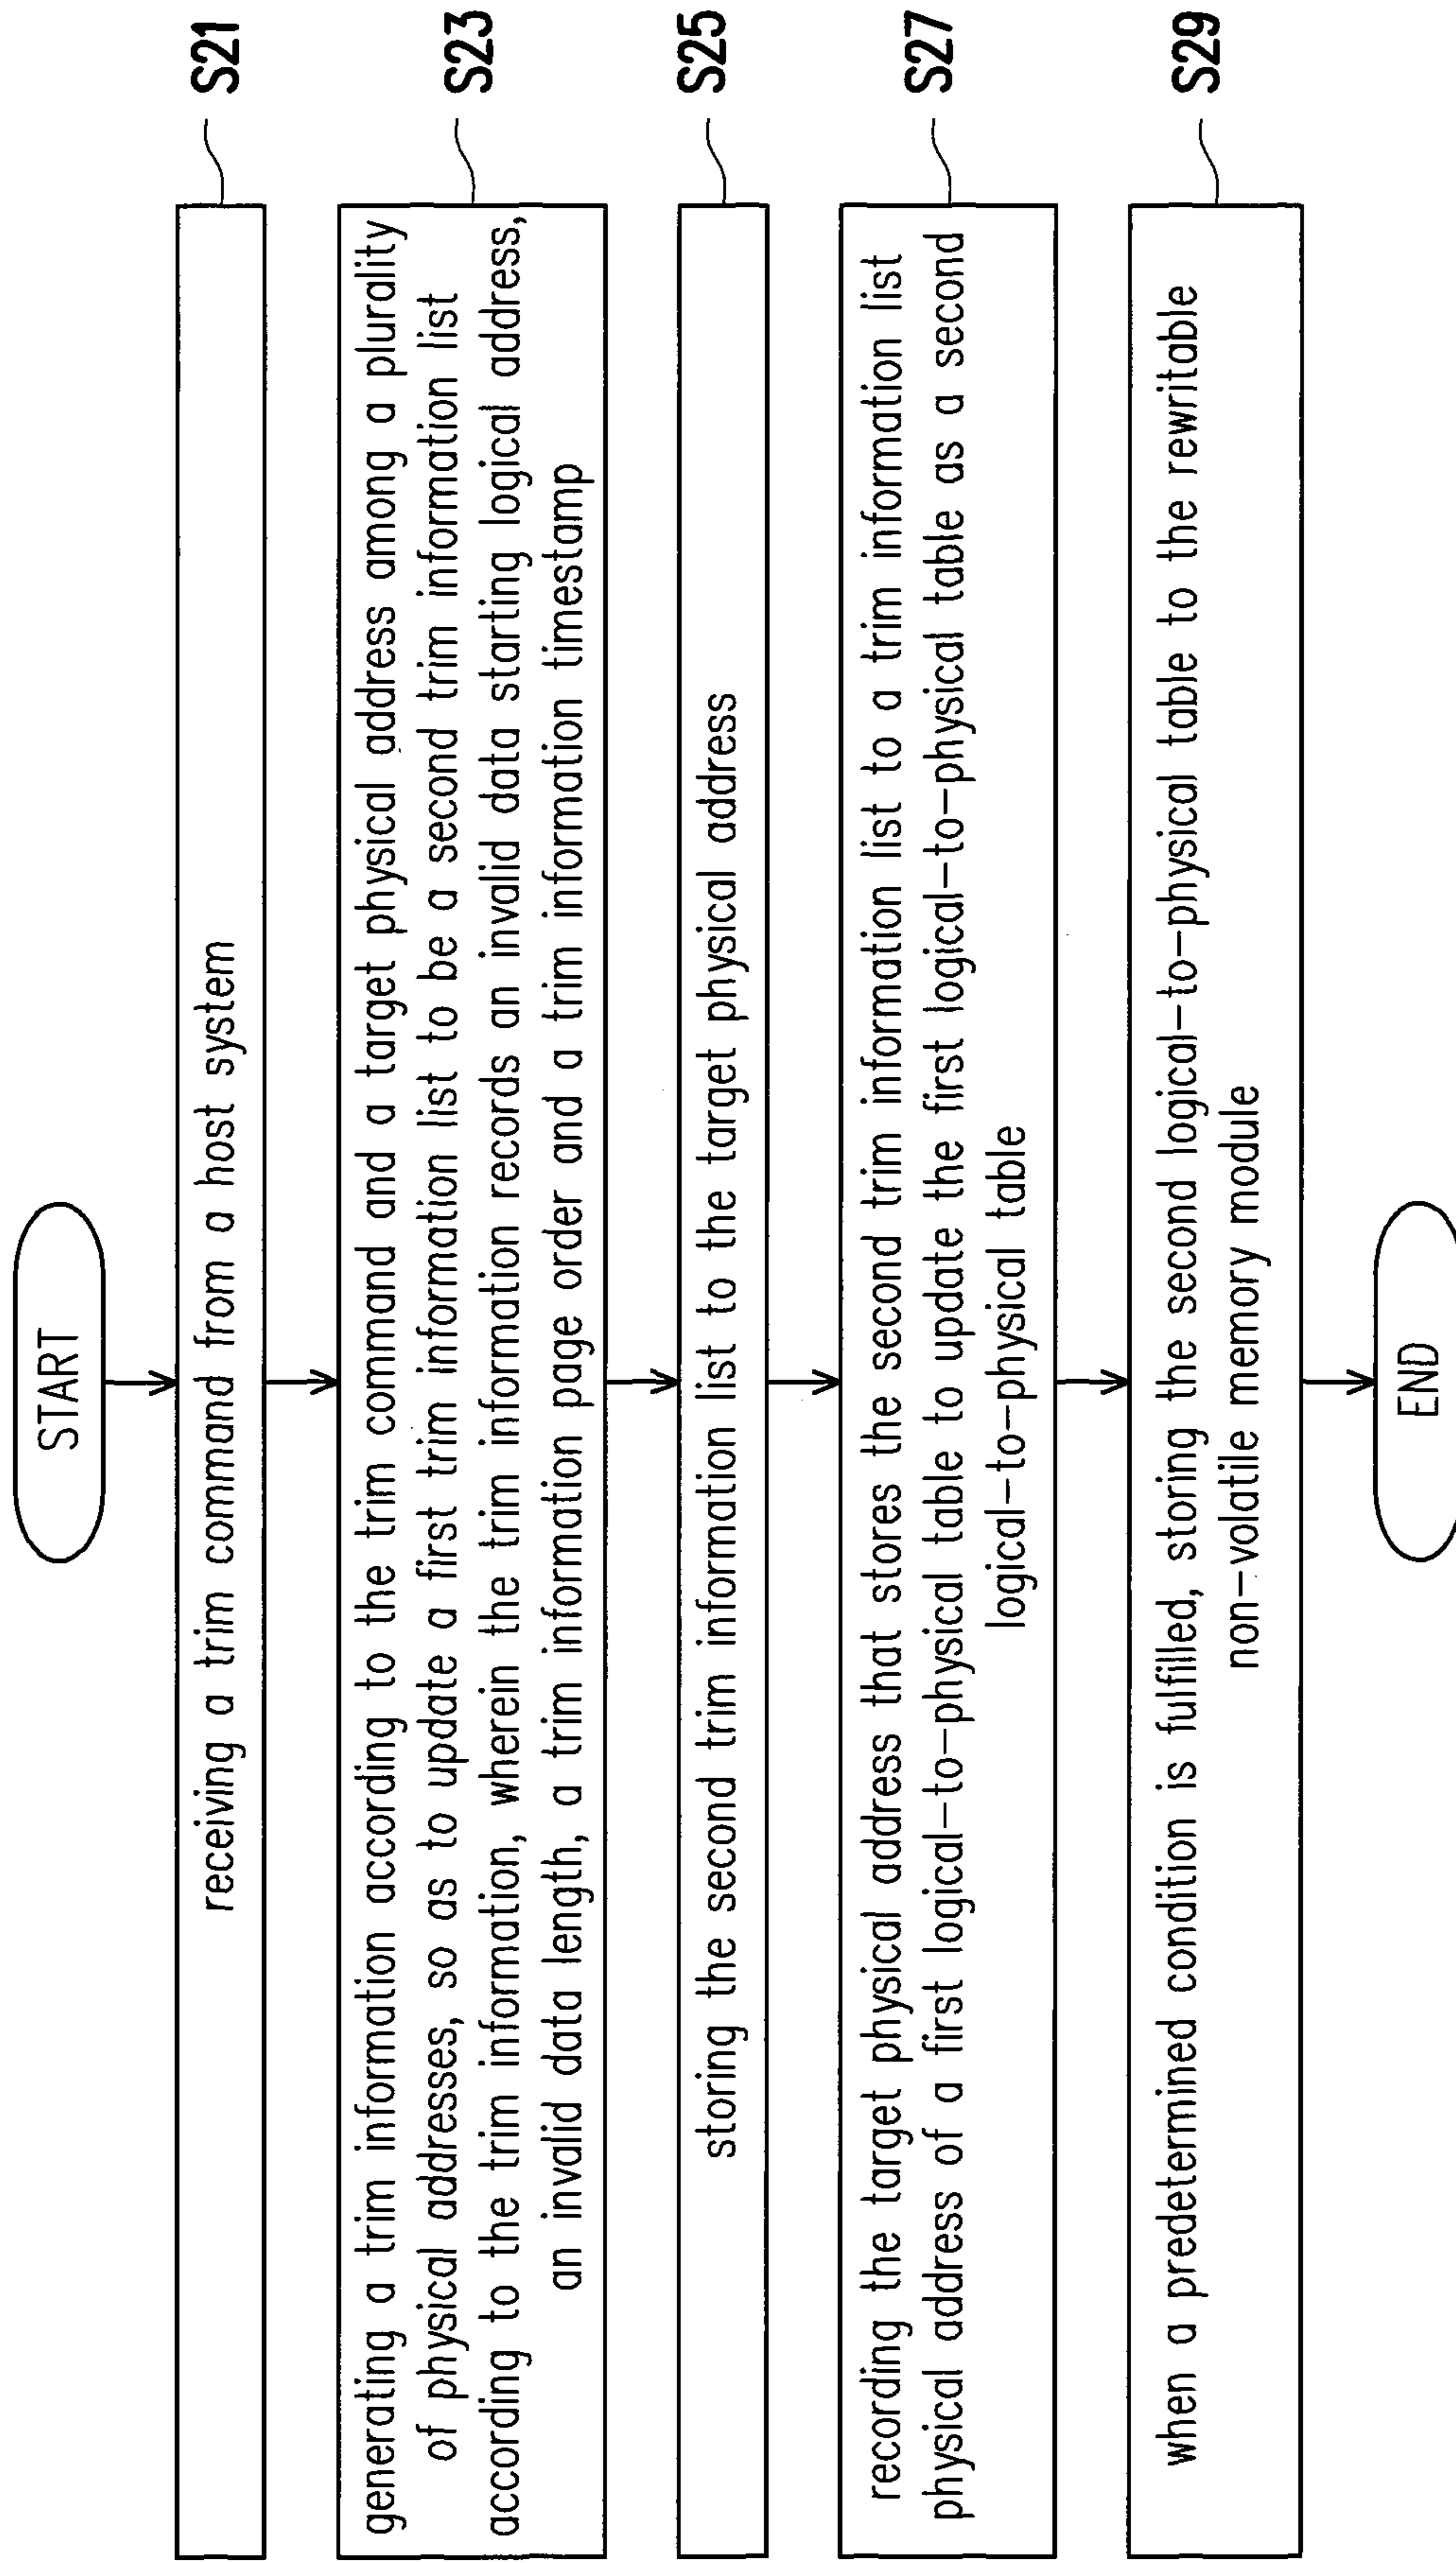 START
receiving a trim command from a host system
S21
generating a trim information according to the trim command and a target physical address among a plurality
of physical addresses, so as to update a first trim information list to be a second trim information list
according to the trim information, wherein the trim information records an invalid data starting logical address,
an invalid data length, a trim information page order and a trim information timestamp
S23
storing the second trim information list to the target physical address
S25
recording the target physical address that stores the second trim information list to a trim information list
physical address of a first logical-to-physical table to update the first logical-to-physical table as a second
logical-to-physical table
S27
when a predetermined condition is fulfilled, storing the second logical-to-physical table to the rewritable
non-volatile memory module
S29
END